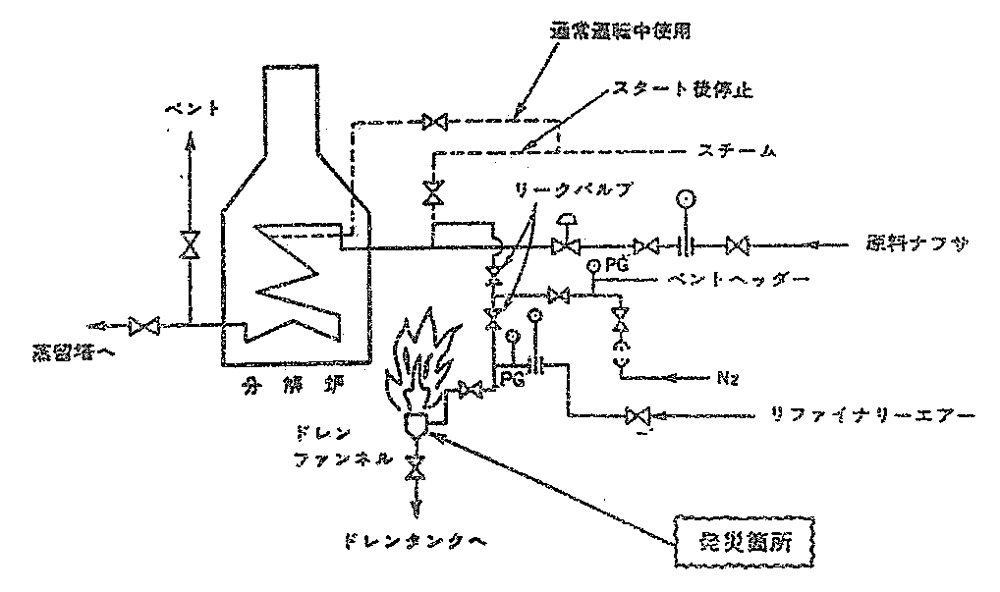 通常運転中使用
スタート後停止
ベント
スチーム
リークバルブ
原料ナフサ
PG
ベントヘッダー
蒸留塔へ
分解炉
PG
N2
リファイナリーエアー
ドレン
ファンネル
ドレンタンクへ
発災箇所